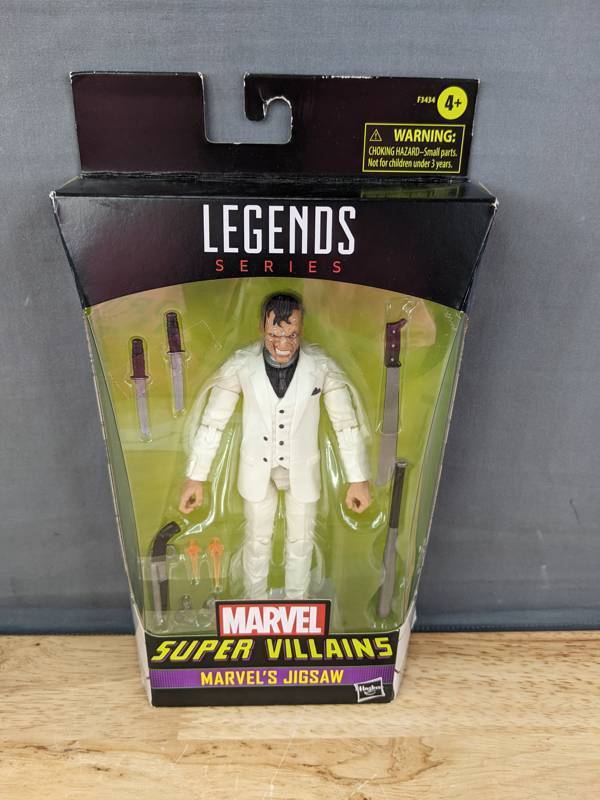 F3434
4+
⚠ WARNING:
CHOKING HAZARD–Small parts.
Not for children under 3 years.
LEGENDS
SERIES
MARVEL
SUPER VILLAINS
MARVEL'S JIGSAW
Hasbro